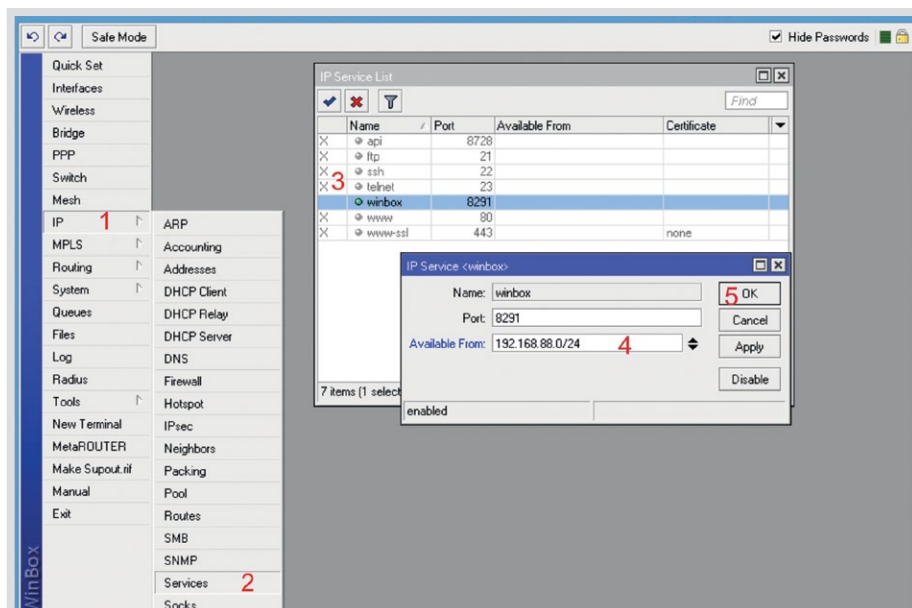 Safe Mode
Hide Passwords
Quick Set
Interfaces
Wireless
Bridge
PPP
Switch
Mesh
IP 1
MPLS
Routing
System
Queues
Files
Log
Radius
Tools
New Terminal
MetaROUTER
Make Supout.rif
Manual
Exit
WinBox
ARP
Accounting
Addresses
DHCP Client
DHCP Relay
DHCP Server
DNS
Firewall
Hotspot
IPsec
Neighbors
Packing
Pool
Routes
SMB
SNMP
Services 2
Socks
IP Service List
Find
Name Port Available From Certificate
X api 8728
X ftp 21
X ssh 22
X 3 telnet 23
winbox 8291
X www 80
X www-ssl 443 none
7 items (1 select
IP Service <winbox>
Name: winbox
Port: 8291
Available From: 192.168.88.0/24 4
5 OK
Cancel
Apply
Disable
enabled